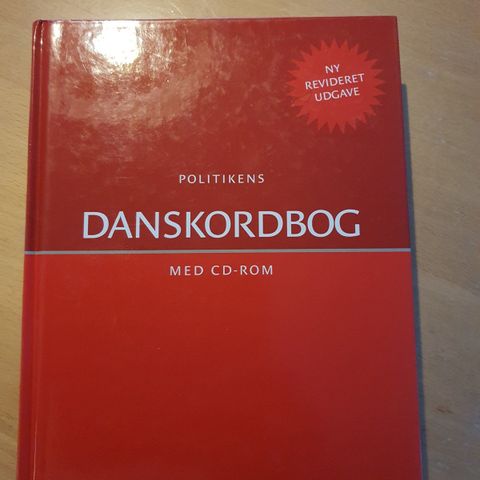 NY
REVIDERET
UDGAVE
POLITIKENS
DANSKORDBOG
MED CD-ROM